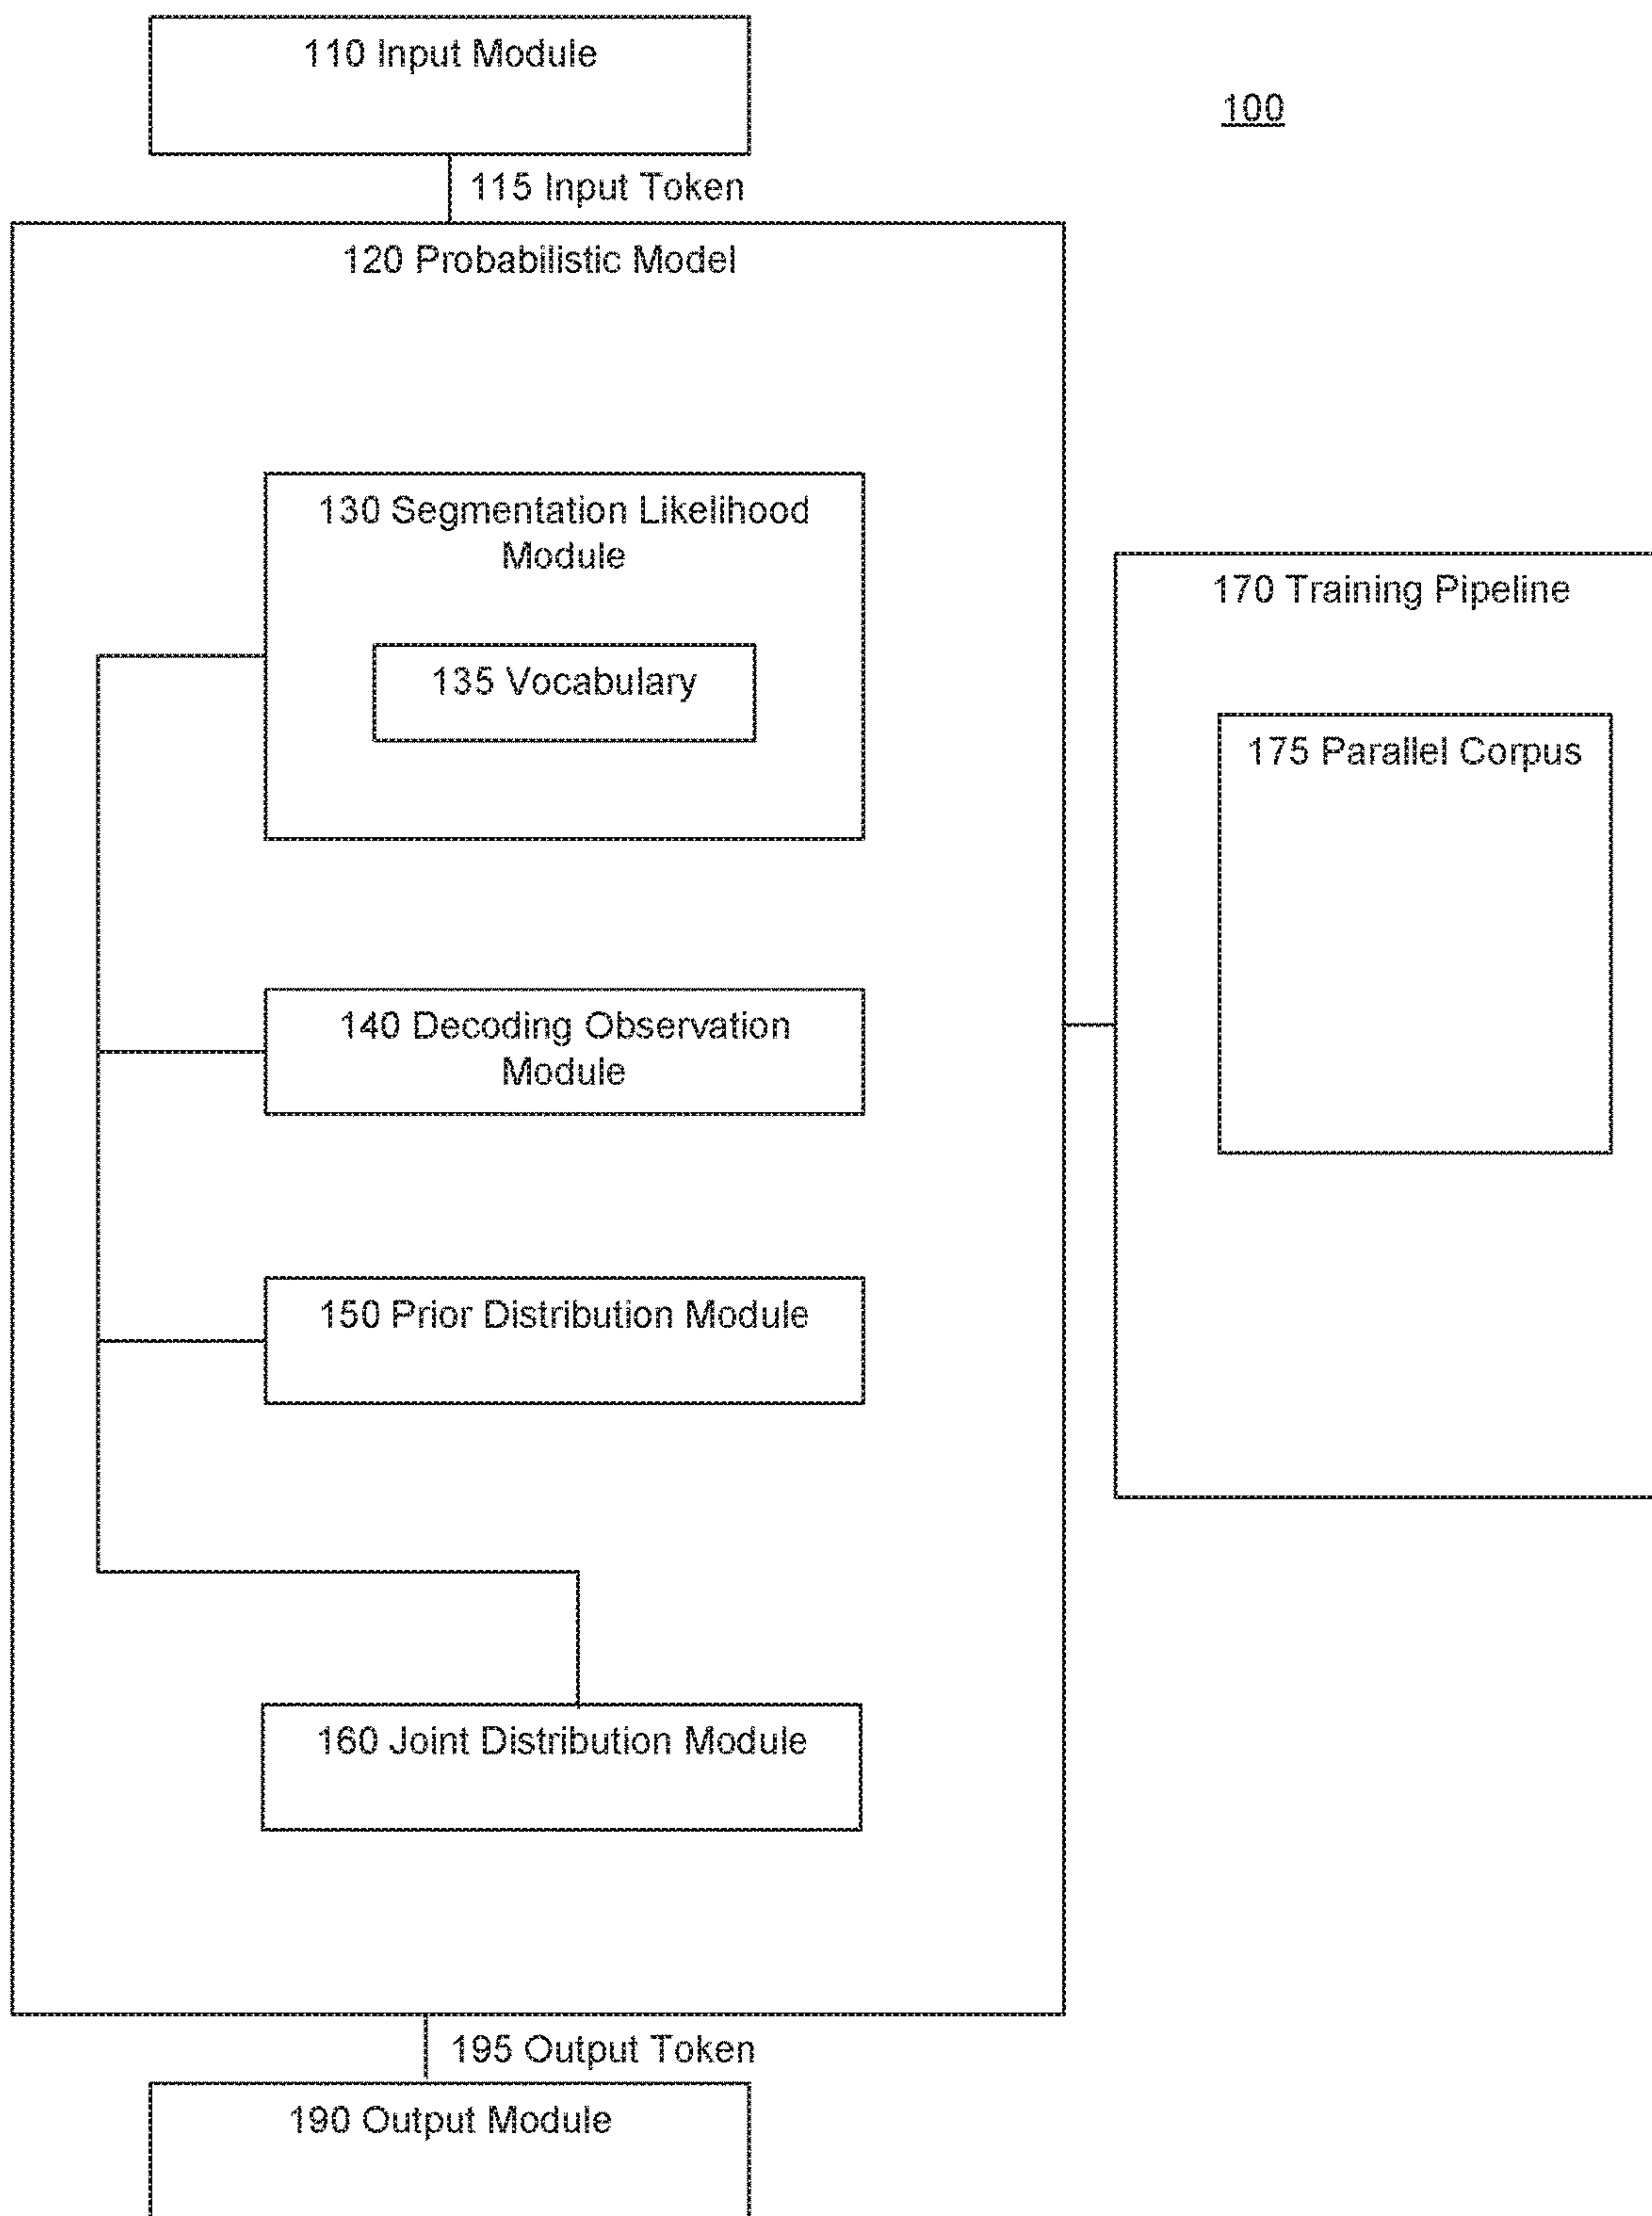 110 Input Module
100
115 Input Token
120 Probabilistic Model
130 Segmentation Likelihood
Module
135 Vocabulary
170 Training Pipeline
175 Parallel Corpus
140 Decoding Observation
Module
150 Prior Distribution Module
160 Joint Distribution Module
195 Output Token
190 Output Module